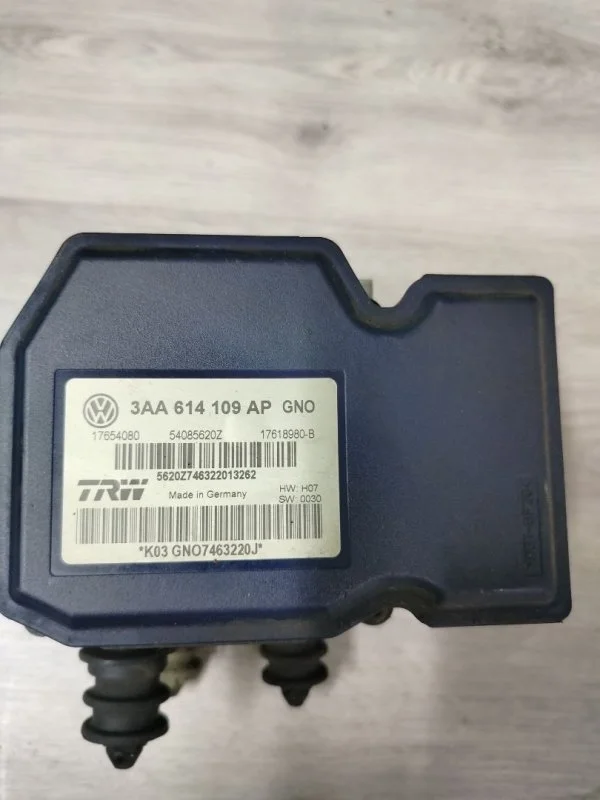 3AA 614 109 AP GNO
17654080 54085620Z 17618980-B
5620Z746322013262
TRW Made in Germany HW: H07
SW: 0030
*K03 GNO7463220J*